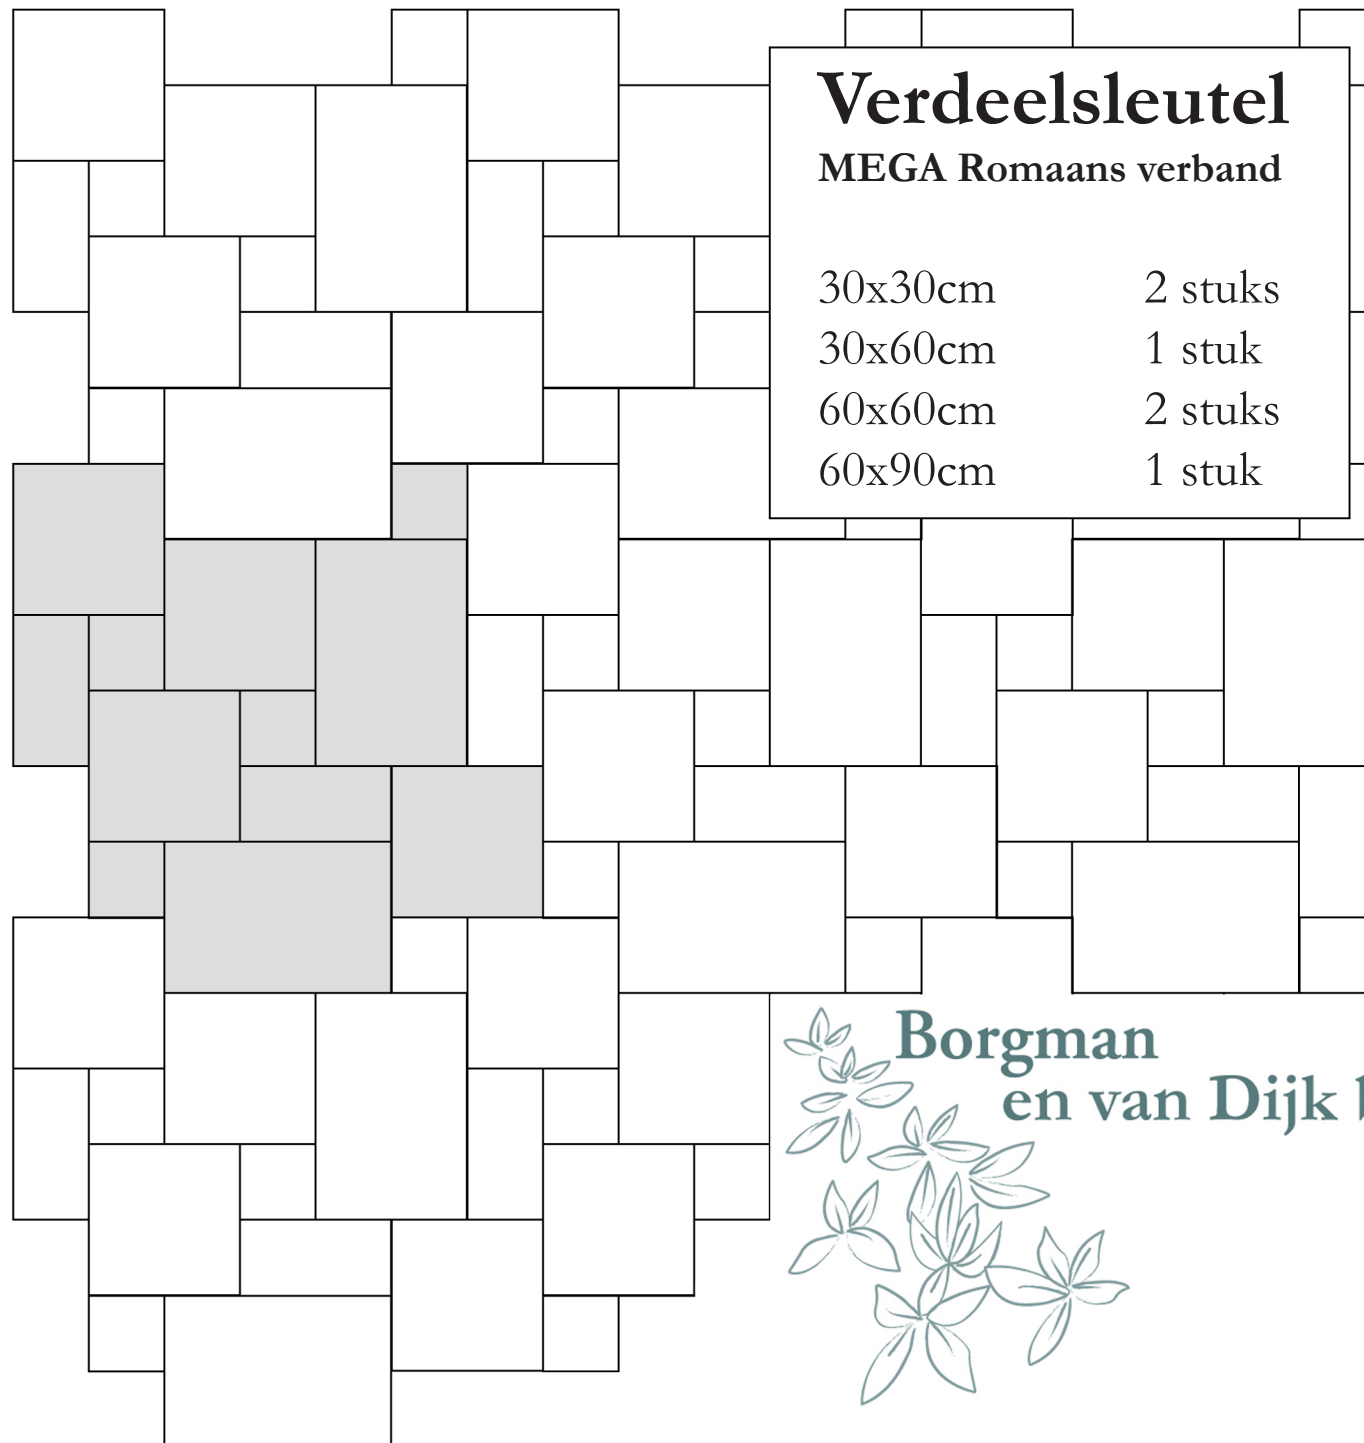 Verdeelsleutel
MEGA Romaans verband
30x30cm 2 stuks
30x60cm 1 stuk
60x60cm 2 stuks
60x90cm 1 stuk
Borgman
en van Dijk